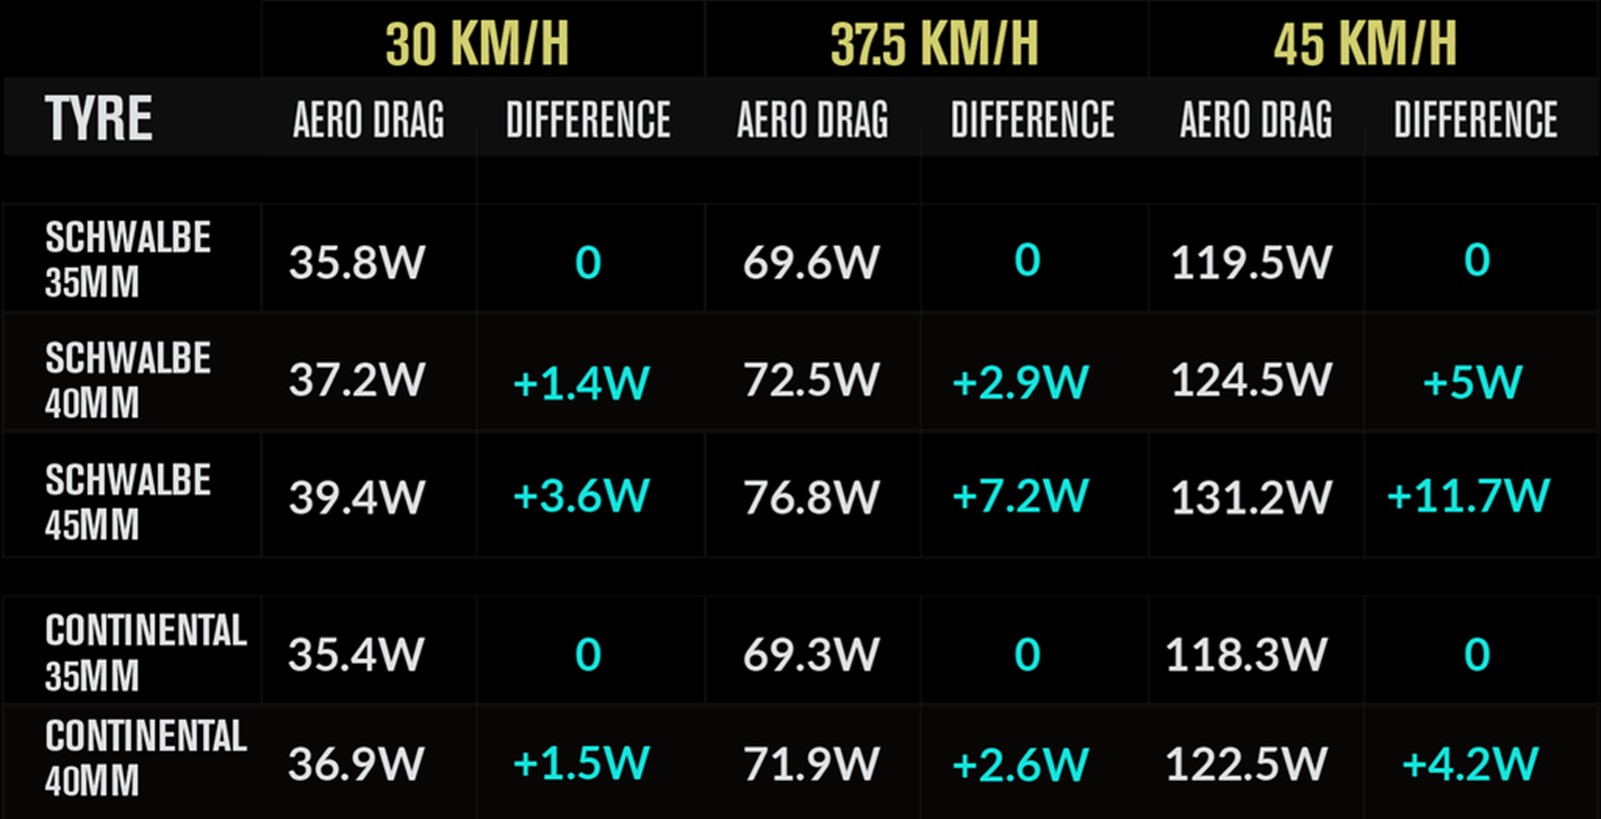 30 KM/H 37.5 KM/H 45 KM/H
TYRE AERO DRAG DIFFERENCE AERO DRAG DIFFERENCE AERO DRAG DIFFERENCE
SCHWALBE
35MM 35.8W 0 69.6W 0 119.5W 0
SCHWALBE
40MM 37.2W +1.4W 72.5W +2.9W 124.5W +5W
SCHWALBE
45MM 39.4W +3.6W 76.8W +7.2W 131.2W +11.7W
CONTINENTAL
35MM 35.4W 0 69.3W 0 118.3W 0
CONTINENTAL
40MM 36.9W +1.5W 71.9W +2.6W 122.5W +4.2W